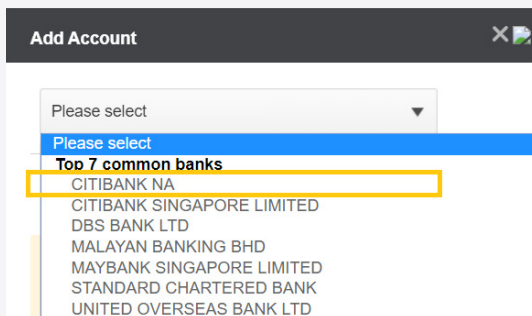 Add Account
Please select
Please select
Top 7 common banks
CITIBANK NA
CITIBANK SINGAPORE LIMITED
DBS BANK LTD
MALAYAN BANKING BHD
MAYBANK SINGAPORE LIMITED
STANDARD CHARTERED BANK
UNITED OVERSEAS BANK LTD